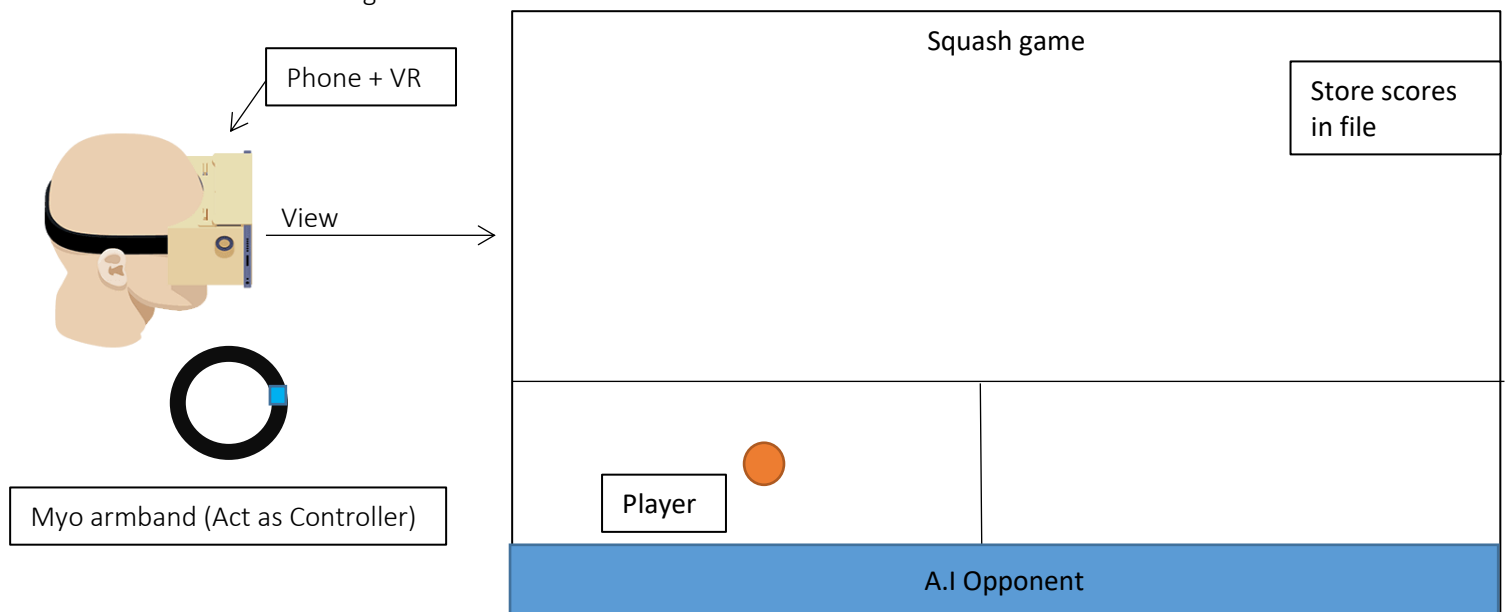 Squash game
Phone + VR
Store scores
in file
View
Player
Myo armband (Act as Controller)
A.I Opponent